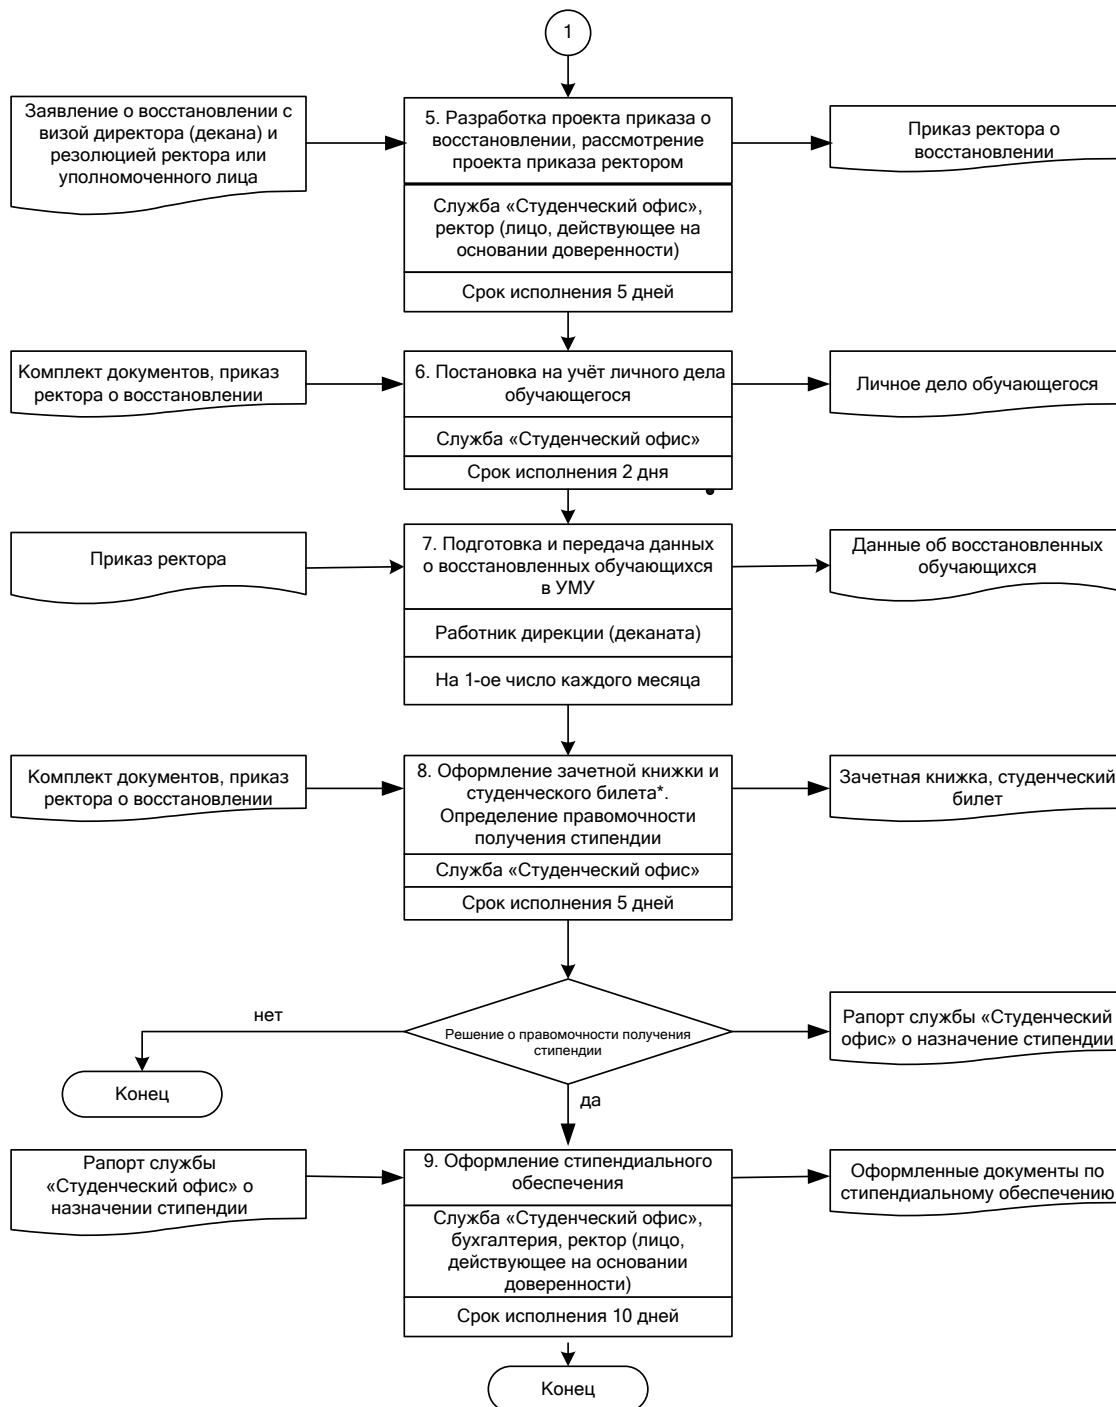 1
Заявление о восстановлении с
визой директора (декана) и
резолюцией ректора или
уполномоченного лица
5. Разработка проекта приказа о
восстановлении, рассмотрение
проекта приказа ректором
Приказ ректора о
восстановлении
Служба «Студенческий офис»,
ректор (лицо, действующее на
основании доверенности)
Срок исполнения 5 дней
Комплект документов, приказ
ректора о восстановлении
6. Постановка на учёт личного дела
обучающегося
Личное дело обучающегося
Служба «Студенческий офис»
Срок исполнения 2 дня
Приказ ректора
7. Подготовка и передача данных
о восстановленных обучающихся
в УМУ
Данные об восстановленных
обучающихся
Работник дирекции (деканата)
На 1-ое число каждого месяца
Комплект документов, приказ
ректора о восстановлении
8. Оформление зачетной книжки и
студенческого билета*.
Определение правомочности
получения стипендии
Зачетная книжка, студенческий
билет
Служба «Студенческий офис»
Срок исполнения 5 дней
нет
Решение о правомочности получения
стипендии
Рапорт службы «Студенческий
офис» о назначение стипендии
Конец
да
Рапорт службы
«Студенческий офис» о
назначении стипендии
9. Оформление стипендиального
обеспечения
Оформленные документы по
стипендиальному обеспечению
Служба «Студенческий офис»,
бухгалтерия, ректор (лицо,
действующее на основании
доверенности)
Срок исполнения 10 дней
Конец